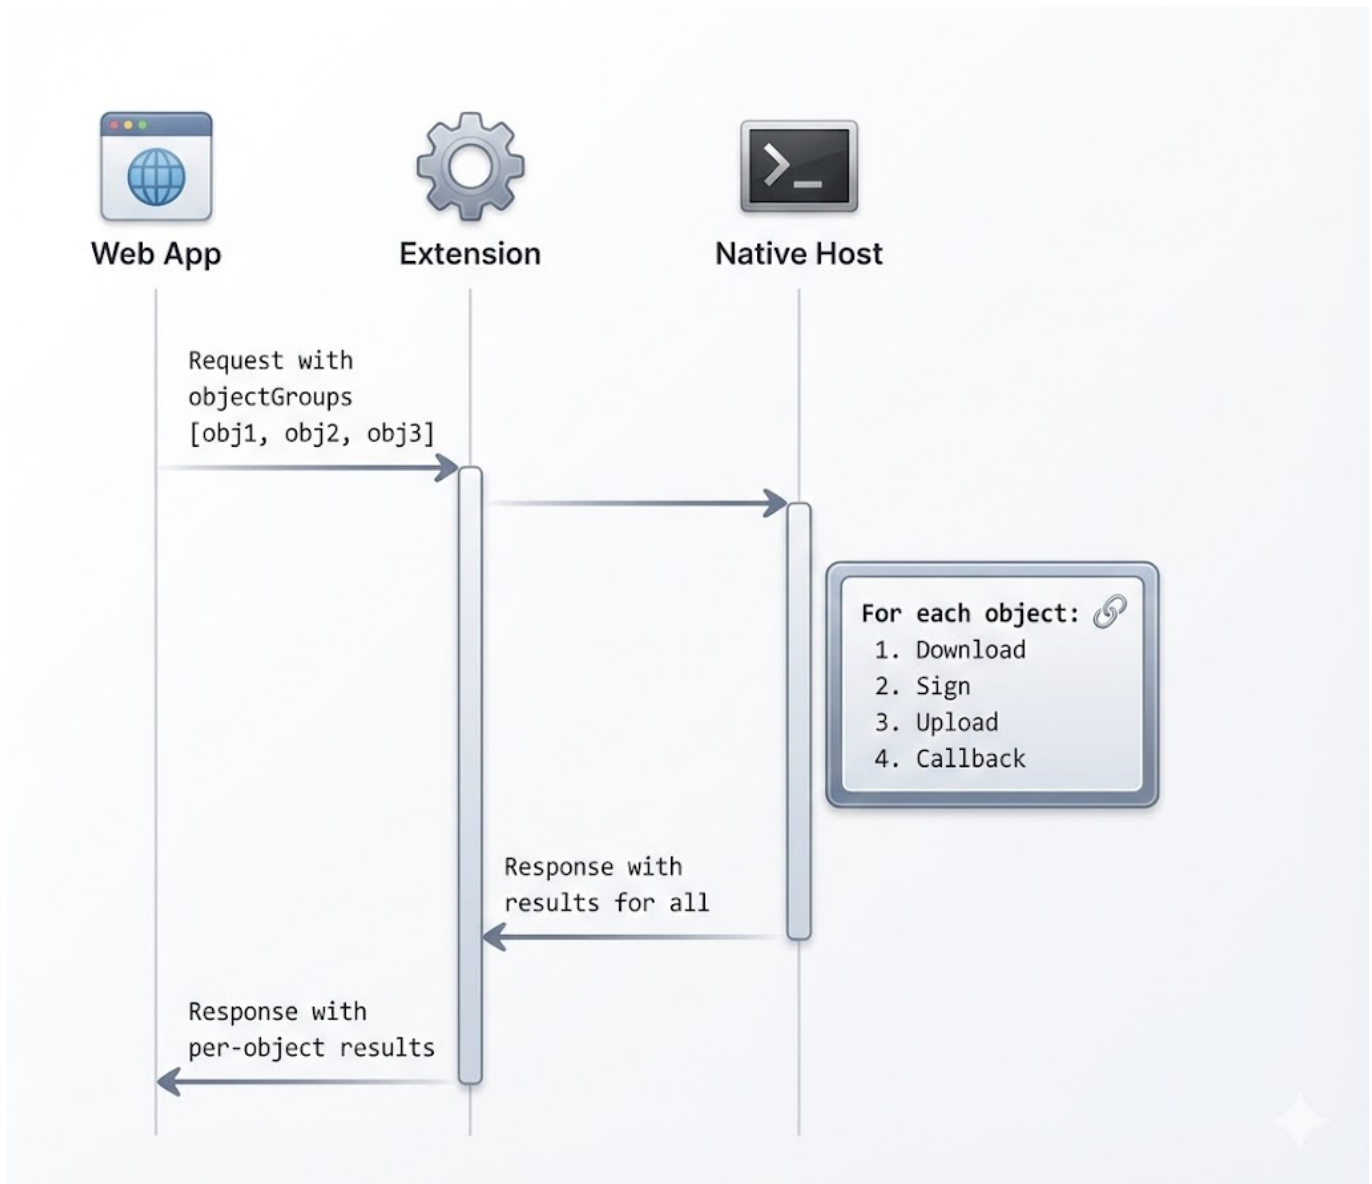 Web App
Extension
Native Host
Request with
objectGroups
[obj1, obj2, obj3]
For each object:
1. Download
2. Sign
3. Upload
4. Callback
Response with
results for all
Response with
per-object results